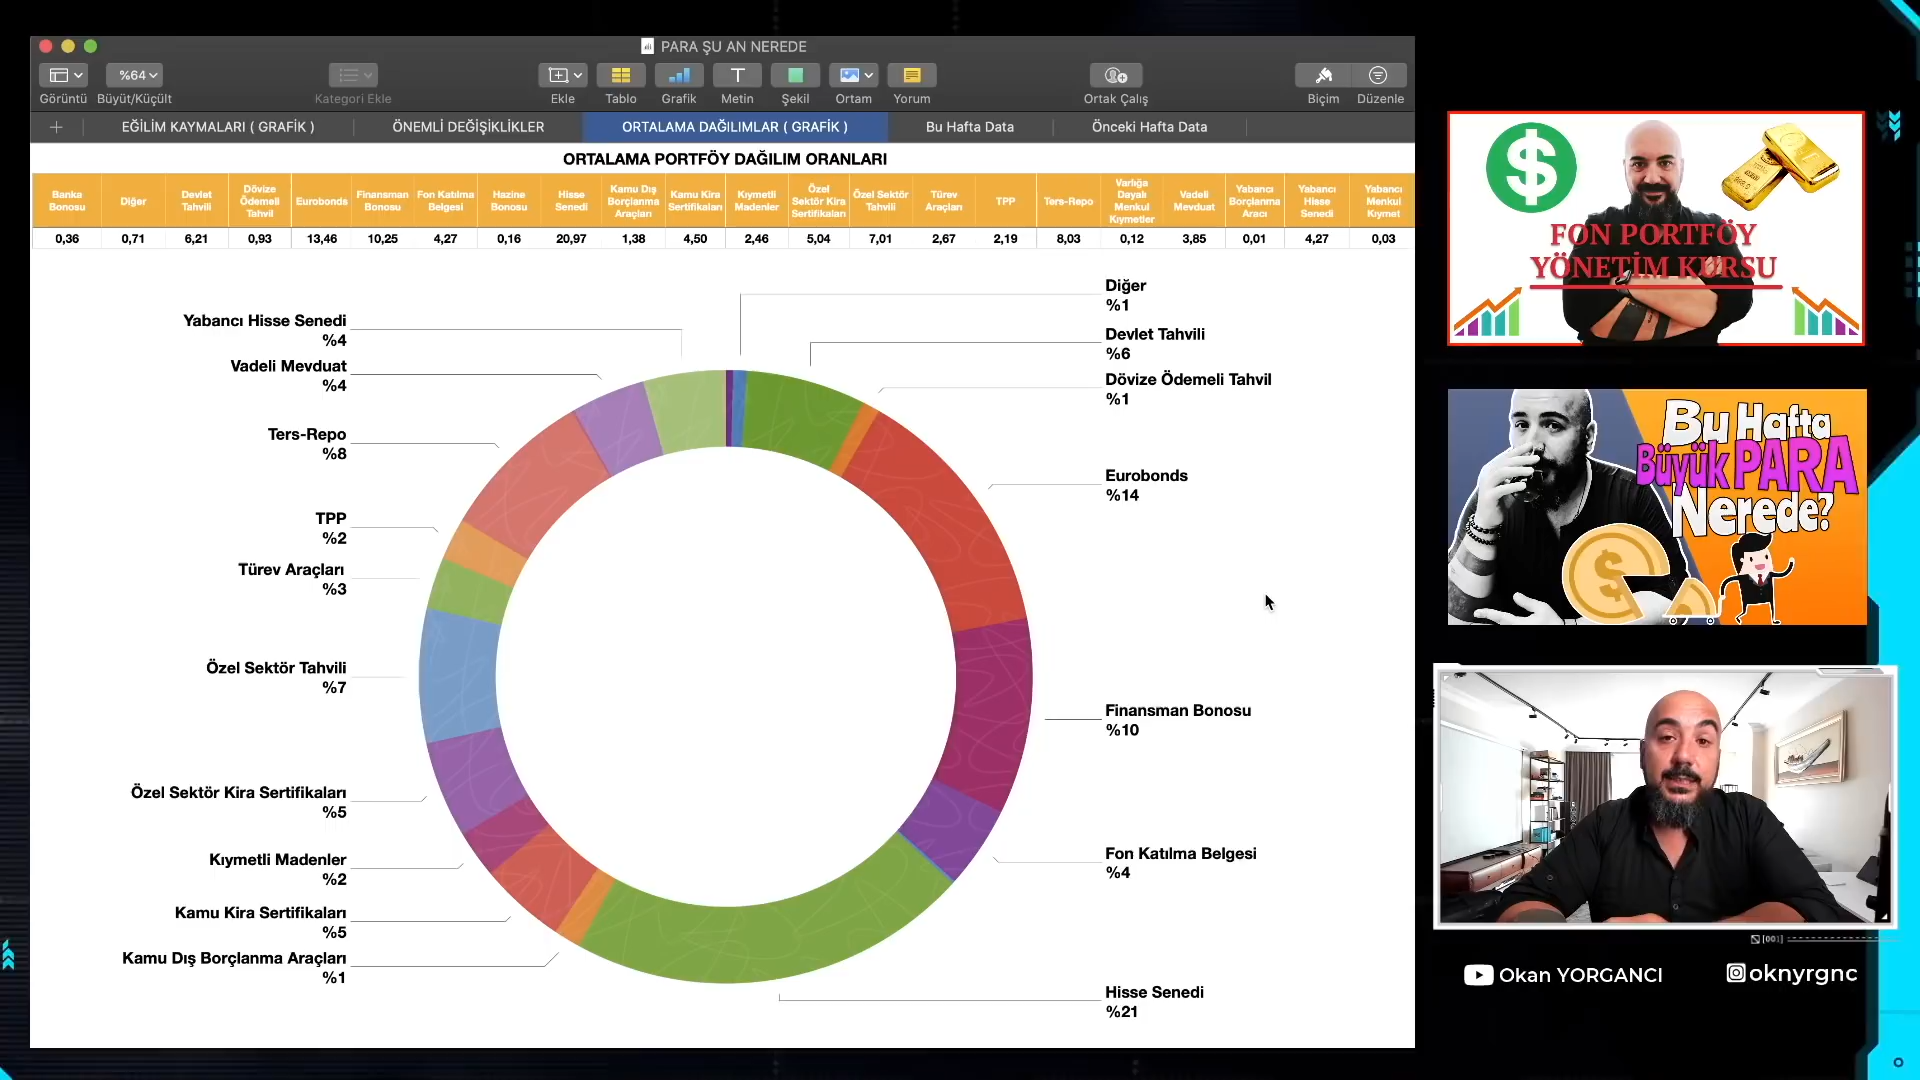 PARA ŞU AN NEREDE
%64
Görüntü
Büyüt/Küçült
Kategori Ekle
Ekle
Tablo
Grafik
Metin
Şekil
Ortam
Yorum
Ortak Çalış
Biçim
Düzenle
EĞİLİM KAYMALARI ( GRAFİK )
ÖNEMLİ DEĞİŞİKLİKLER
ORTALAMA DAĞILIMLAR ( GRAFİK )
Bu Hafta Data
Önceki Hafta Data
ORTALAMA PORTFÖY DAĞILIM ORANLARI
Banka Bonosu
Diğer
Devlet Tahvili
Dövize Ödemeli Tahvil
Eurobonds
Finansman Bonosu
Fon Katılma Belgesi
Hazine Bonosu
Hisse Senedi
Kamu Dış Borçlanma Araçları
Kamu Kira Sertifikaları
Kıymetli Madenler
Özel Sektör Kira Sertifikaları
Özel Sektör Tahvili
Türev Araçları
TPP
Ters-Repo
Varlığa Dayalı Menkul Kıymetler
Vadeli Mevduat
Yabancı Borçlanma Aracı
Yabancı Hisse Senedi
Yabancı Menkul Kıymet
0,36 0,71 6,21 0,93 13,46 10,25 4,27 0,16 20,97 1,38 4,50 2,46 5,04 7,01 2,67 2,19 8,03 0,12 3,85 0,01 4,27 0,03
Diğer
%1
Devlet Tahvili
%6
Dövize Ödemeli Tahvil
%1
Eurobonds
%14
Finansman Bonosu
%10
Fon Katılma Belgesi
%4
Hisse Senedi
%21
Yabancı Hisse Senedi
%4
Vadeli Mevduat
%4
Ters-Repo
%8
TPP
%2
Türev Araçları
%3
Özel Sektör Tahvili
%7
Özel Sektör Kira Sertifikaları
%5
Kıymetli Madenler
%2
Kamu Kira Sertifikaları
%5
Kamu Dış Borçlanma Araçları
%1
FON PORTFÖY
YÖNETİM KURSU
Bu Hafta
Büyük PARA
Nerede?
[001]
Okan YORGANCI
oknyrgnc